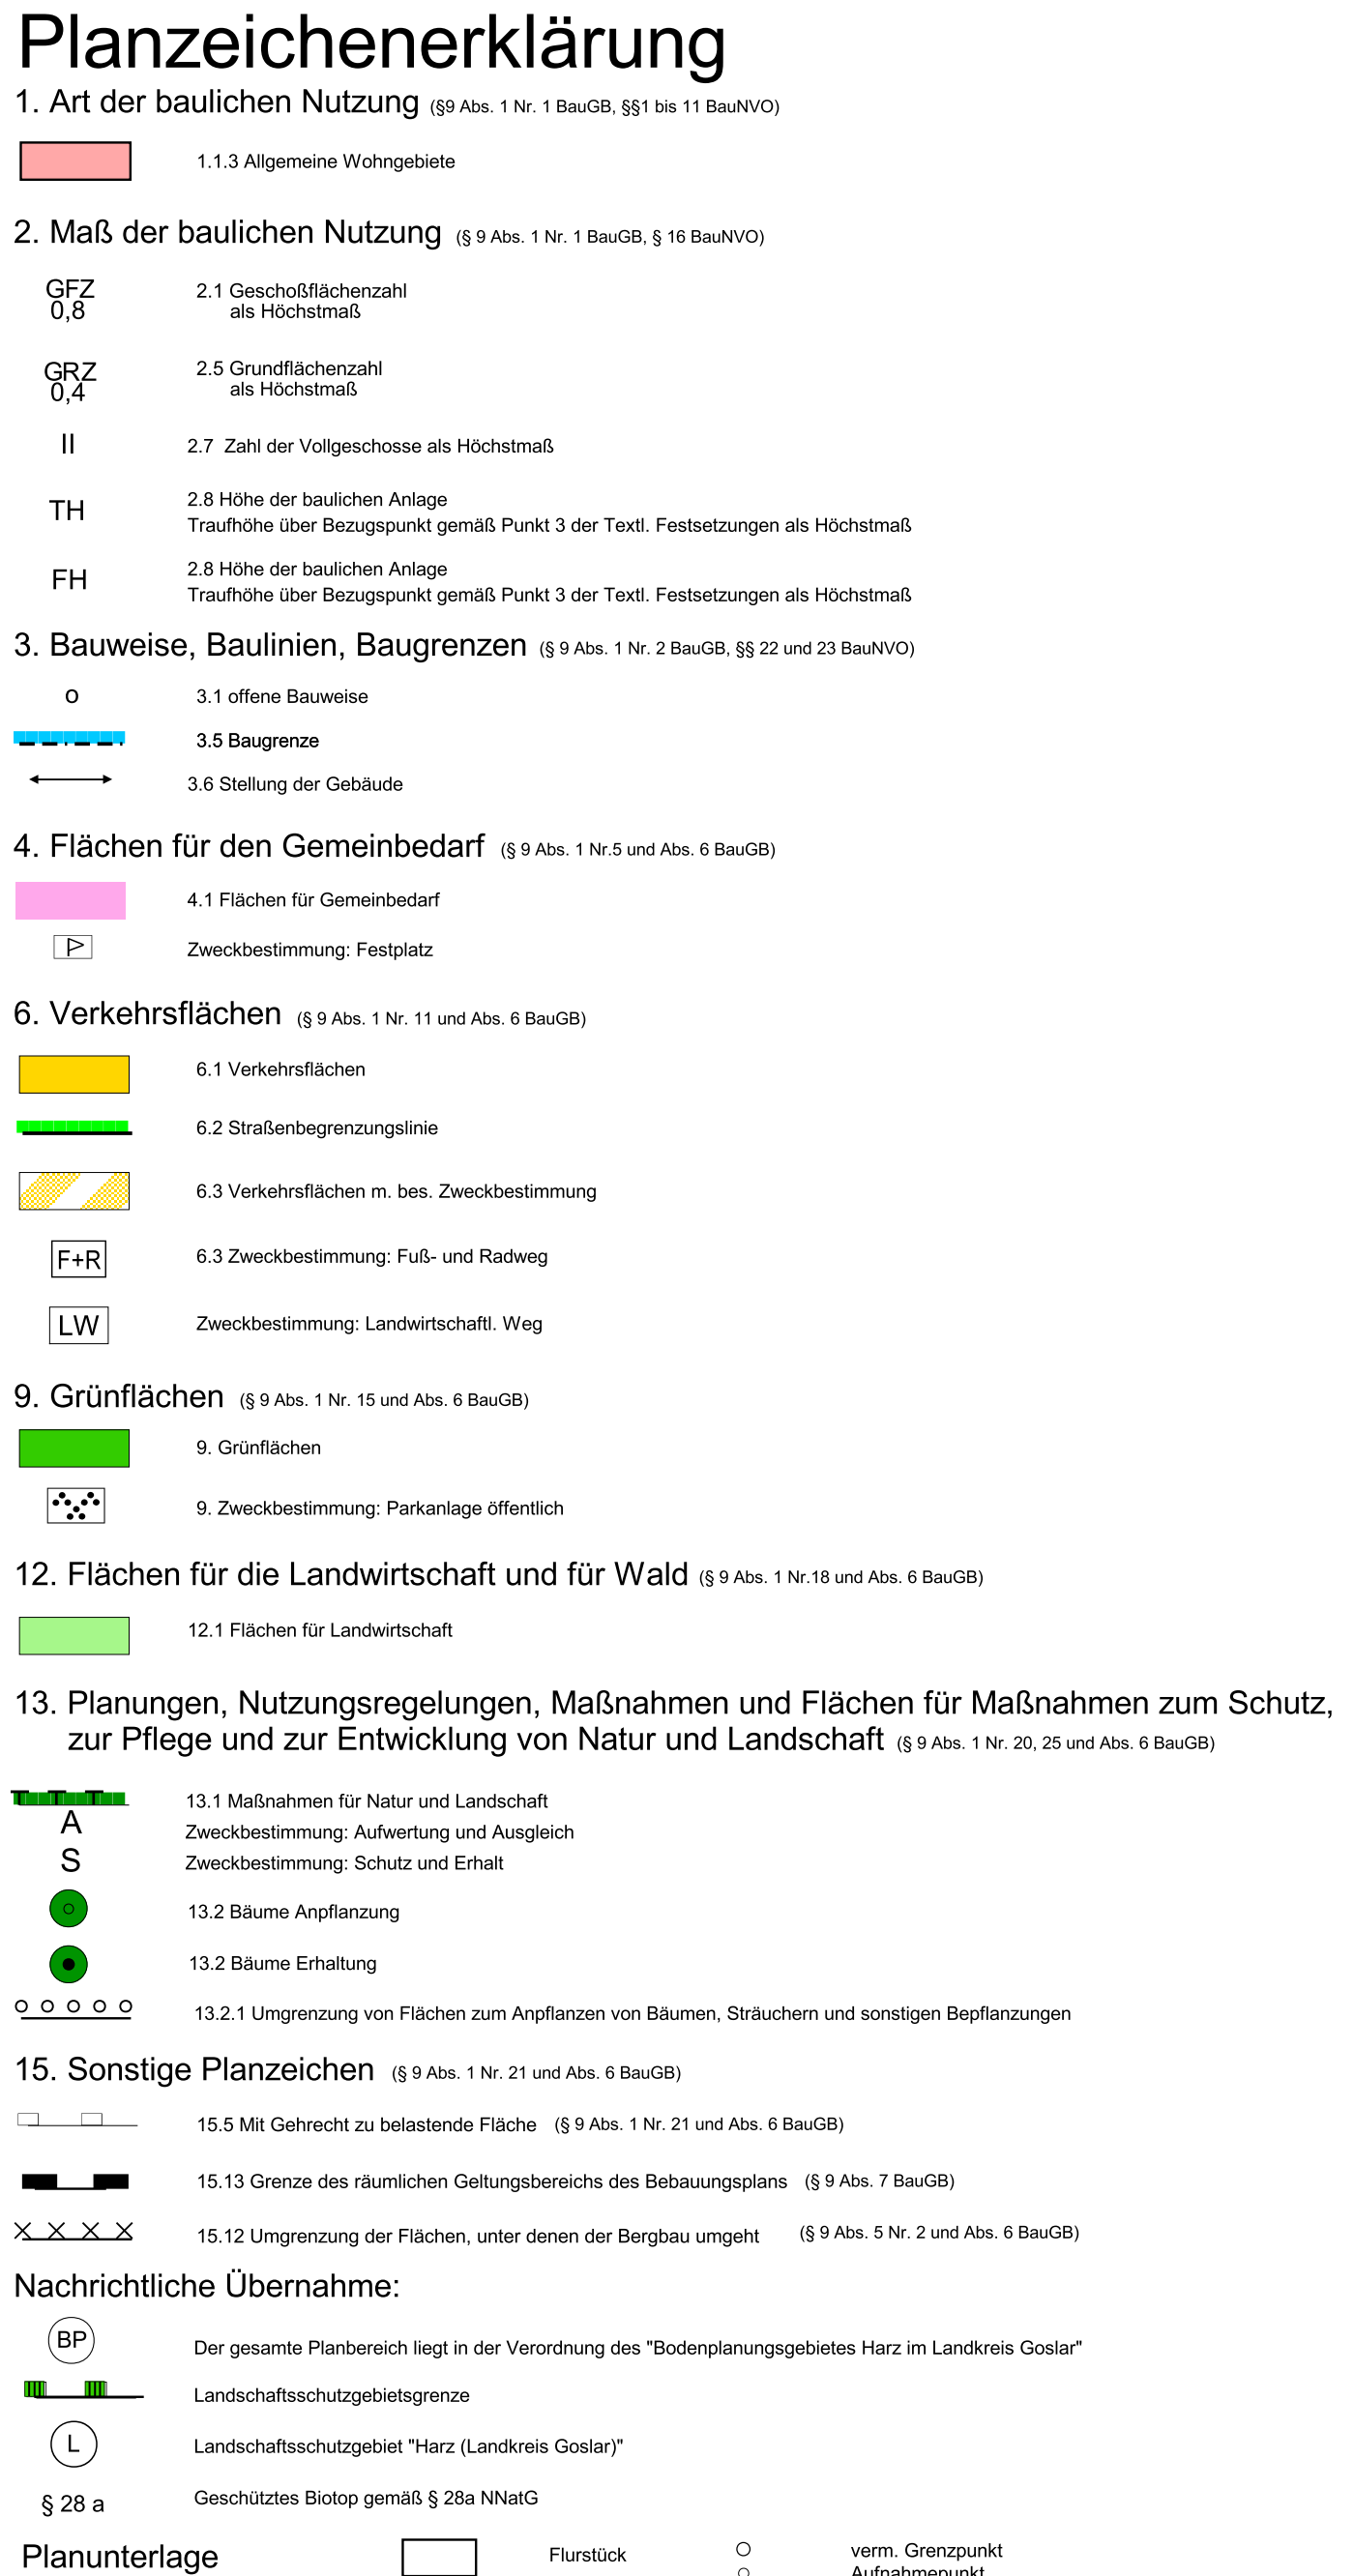 Planzeichenerklärung
1. Art der baulichen Nutzung (§9 Abs. 1 Nr. 1 BauGB, §§1 bis 11 BauNVO)
1.1.3 Allgemeine Wohngebiete
2. Maß der baulichen Nutzung (§ 9 Abs. 1 Nr. 1 BauGB, § 16 BauNVO)
GFZ 2.1 Geschoßflächenzahl
0,8 als Höchstmaß
GRZ 2.5 Grundflächenzahl
0,4 als Höchstmaß
II 2.7 Zahl der Vollgeschosse als Höchstmaß
TH 2.8 Höhe der baulichen Anlage
Traufhöhe über Bezugspunkt gemäß Punkt 3 der Textl. Festsetzungen als Höchstmaß
FH 2.8 Höhe der baulichen Anlage
Traufhöhe über Bezugspunkt gemäß Punkt 3 der Textl. Festsetzungen als Höchstmaß
3. Bauweise, Baulinien, Baugrenzen (§ 9 Abs. 1 Nr. 2 BauGB, §§ 22 und 23 BauNVO)
o 3.1 offene Bauweise
3.5 Baugrenze
3.6 Stellung der Gebäude
4. Flächen für den Gemeinbedarf (§ 9 Abs. 1 Nr.5 und Abs. 6 BauGB)
4.1 Flächen für Gemeinbedarf
Zweckbestimmung: Festplatz
6. Verkehrsflächen (§ 9 Abs. 1 Nr. 11 und Abs. 6 BauGB)
6.1 Verkehrsflächen
6.2 Straßenbegrenzungslinie
6.3 Verkehrsflächen m. bes. Zweckbestimmung
F+R 6.3 Zweckbestimmung: Fuß- und Radweg
LW Zweckbestimmung: Landwirtschaftl. Weg
9. Grünflächen (§ 9 Abs. 1 Nr. 15 und Abs. 6 BauGB)
9. Grünflächen
9. Zweckbestimmung: Parkanlage öffentlich
12. Flächen für die Landwirtschaft und für Wald (§ 9 Abs. 1 Nr.18 und Abs. 6 BauGB)
12.1 Flächen für Landwirtschaft
13. Planungen, Nutzungsregelungen, Maßnahmen und Flächen für Maßnahmen zum Schutz,
zur Pflege und zur Entwicklung von Natur und Landschaft (§ 9 Abs. 1 Nr. 20, 25 und Abs. 6 BauGB)
13.1 Maßnahmen für Natur und Landschaft
A Zweckbestimmung: Aufwertung und Ausgleich
S Zweckbestimmung: Schutz und Erhalt
13.2 Bäume Anpflanzung
13.2 Bäume Erhaltung
13.2.1 Umgrenzung von Flächen zum Anpflanzen von Bäumen, Sträuchern und sonstigen Bepflanzungen
15. Sonstige Planzeichen (§ 9 Abs. 1 Nr. 21 und Abs. 6 BauGB)
15.5 Mit Gehrecht zu belastende Fläche (§ 9 Abs. 1 Nr. 21 und Abs. 6 BauGB)
15.13 Grenze des räumlichen Geltungsbereichs des Bebauungsplans (§ 9 Abs. 7 BauGB)
15.12 Umgrenzung der Flächen, unter denen der Bergbau umgeht (§ 9 Abs. 5 Nr. 2 und Abs. 6 BauGB)
Nachrichtliche Übernahme:
BP Der gesamte Planbereich liegt in der Verordnung des "Bodenplanungsgebietes Harz im Landkreis Goslar"
Landschaftsschutzgebietsgrenze
L Landschaftsschutzgebiet "Harz (Landkreis Goslar)"
§ 28 a Geschütztes Biotop gemäß § 28a NNatG
Planunterlage Flurstück verm. Grenzpunkt
Aufnahmepunkt